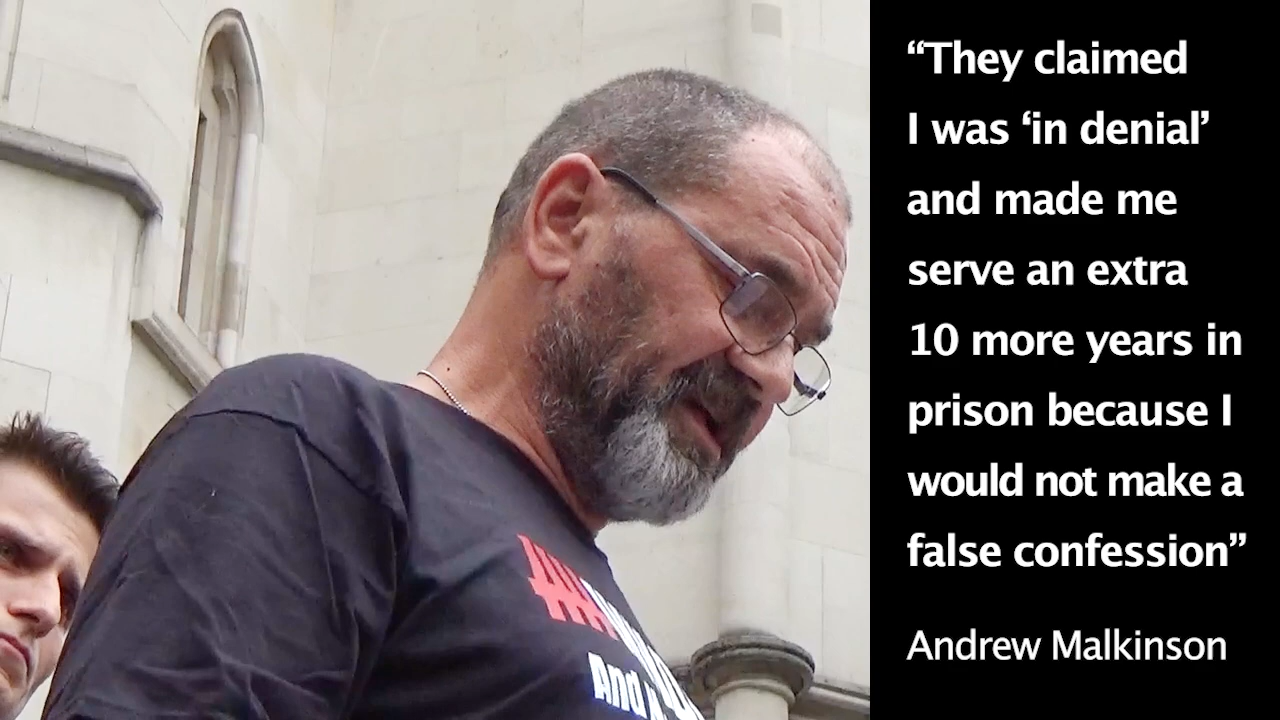 “They claimed
I was ‘in denial’
and made me
serve an extra
10 more years in
prison because I
would not make a
false confession”
Andrew Malkinson
And